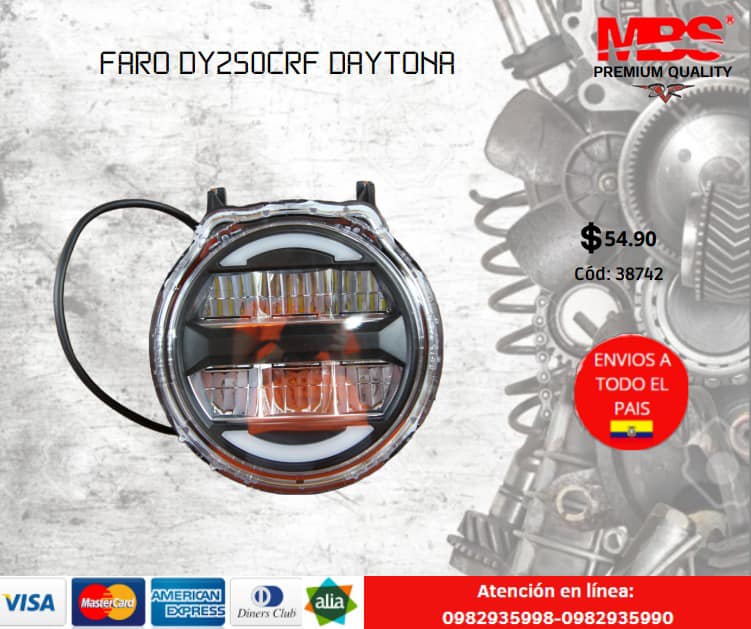 FARO DY250CRF DAYTONA
MBS®
PREMIUM QUALITY
$54.90
Cód: 38742
ENVIOS A
TODO EL
PAIS
VISA
MasterCard
AMERICAN
EXPRESS
Diners Club
alia
Atención en línea:
0982935998-0982935990